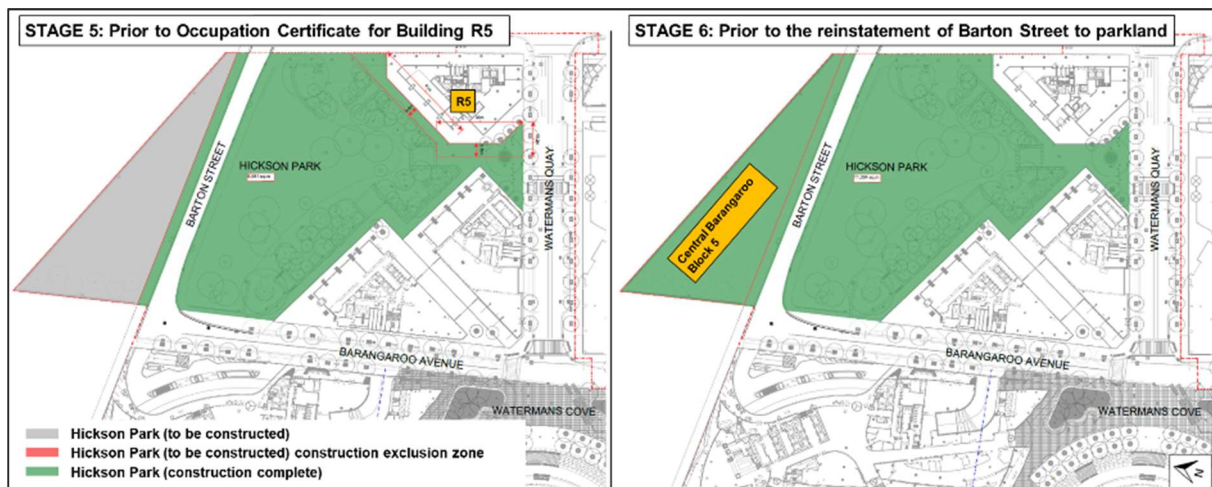 STAGE 5: Prior to Occupation Certificate for Building R5
R5
HICKSON PARK
BARTON STREET
WATERMANS QUAY
BARANGAROO AVENUE
WATERMANS COVE
Hickson Park (to be constructed)
Hickson Park (to be constructed) construction exclusion zone
Hickson Park (construction complete)
STAGE 6: Prior to the reinstatement of Barton Street to parkland
HICKSON PARK
BARTON STREET
Central Barangaroo
Block 5
WATERMANS QUAY
BARANGAROO AVENUE
WATERMANS COVE
N